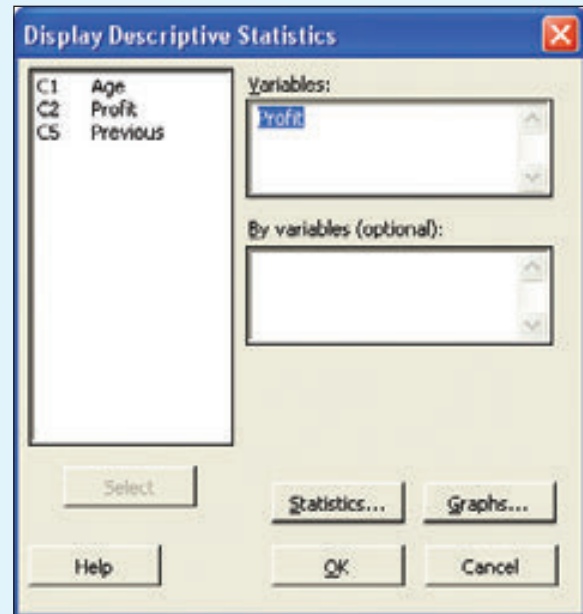 Display Descriptive Statistics
C1 Age
C2 Profit
C5 Previous
Variables:
Profit
By variables (optional):
Select
Statistics...
Graphs...
Help
OK
Cancel